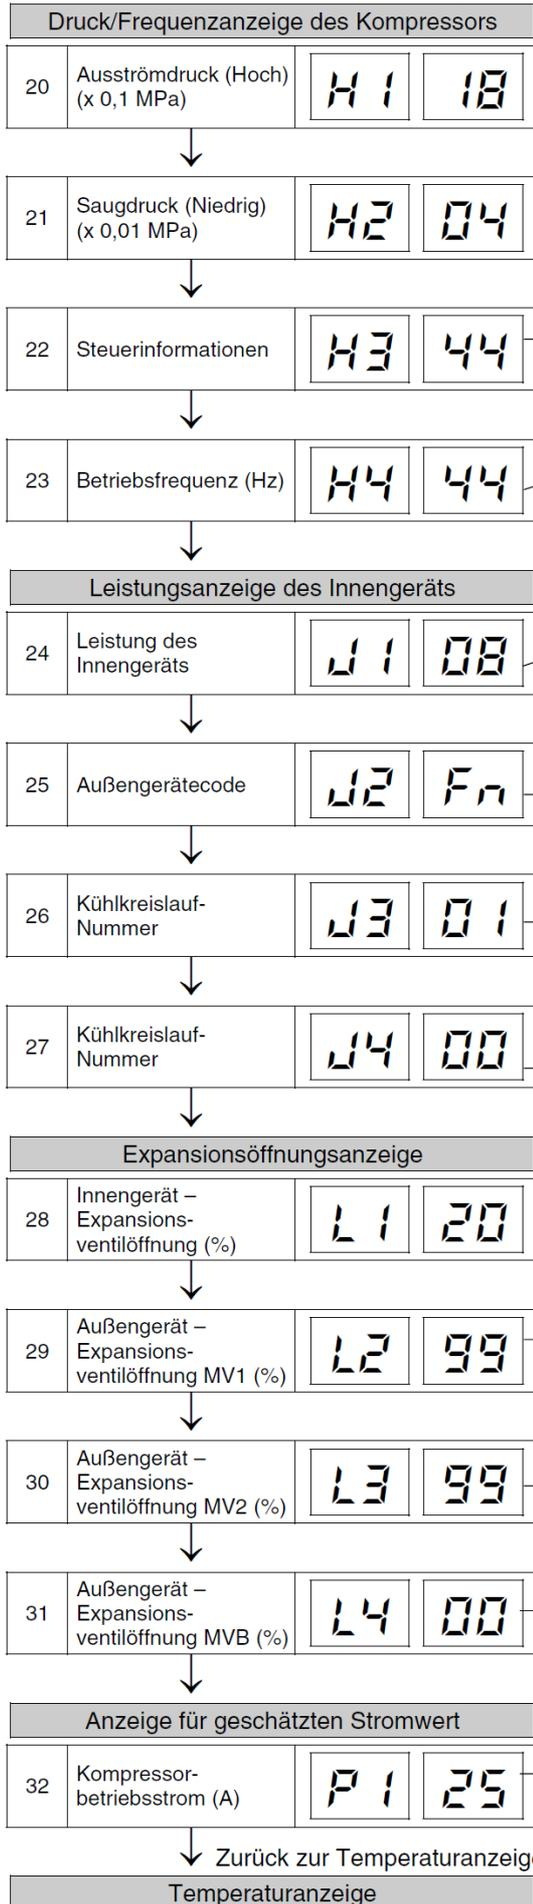 Druck/Frequenzanzeige des Kompressors
20 Ausströmdruck (Hoch) H1 18
(x 0,1 MPa)
21 Saugdruck (Niedrig) H2 04
(x 0,01 MPa)
22 Steuerinformationen H3 44
23 Betriebsfrequenz (Hz) H4 44
Leistungsanzeige des Innengeräts
24 Leistung des J1 08
Innengeräts
25 Außengerätecode J2 Fn
26 Kühlkreislauf- J3 01
Nummer
27 Kühlkreislauf- J4 00
Nummer
Expansionsöffnungsanzeige
28 Innengerät – L1 20
Expansions-
ventilöffnung (%)
29 Außengerät – L2 99
Expansions-
ventilöffnung MV1 (%)
30 Außengerät – L3 99
Expansions-
ventilöffnung MV2 (%)
31 Außengerät – L4 00
Expansions-
ventilöffnung MVB (%)
Anzeige für geschätzten Stromwert
32 Kompressor- P1 25
betriebsstrom (A)
Zurück zur Temperaturanzeige
Temperaturanzeige